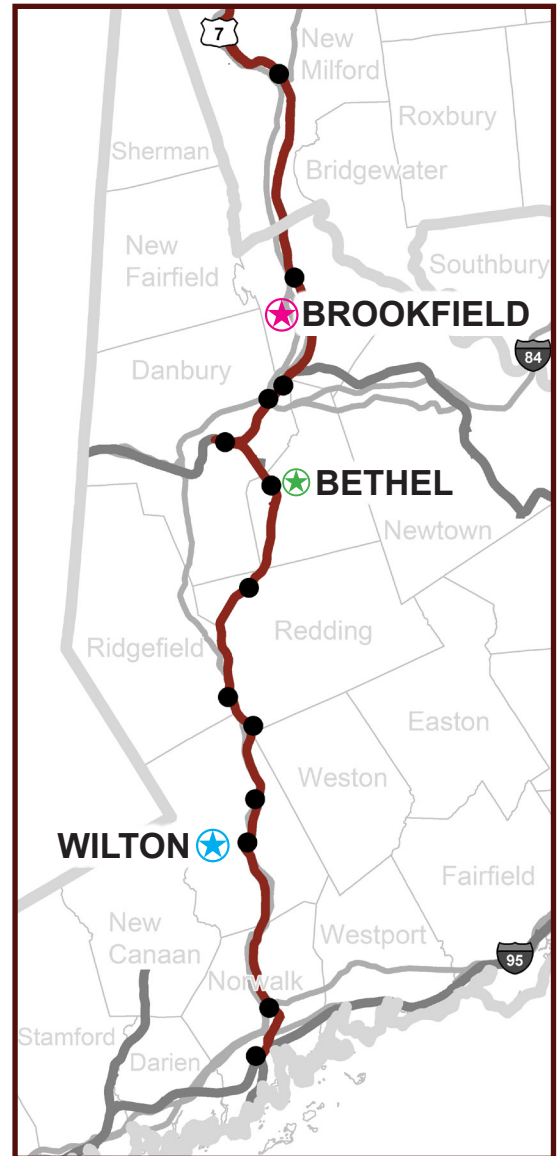 7
New
Milford
Roxbury
Sherman
Bridgewater
New
Fairfield
Southbury
BROOKFIELD
84
Danbury
BETHEL
Newtown
Redding
Ridgefield
Easton
Weston
WILTON
Fairfield
New
Canaan
Westport
95
Norwalk
Stamford
Darien